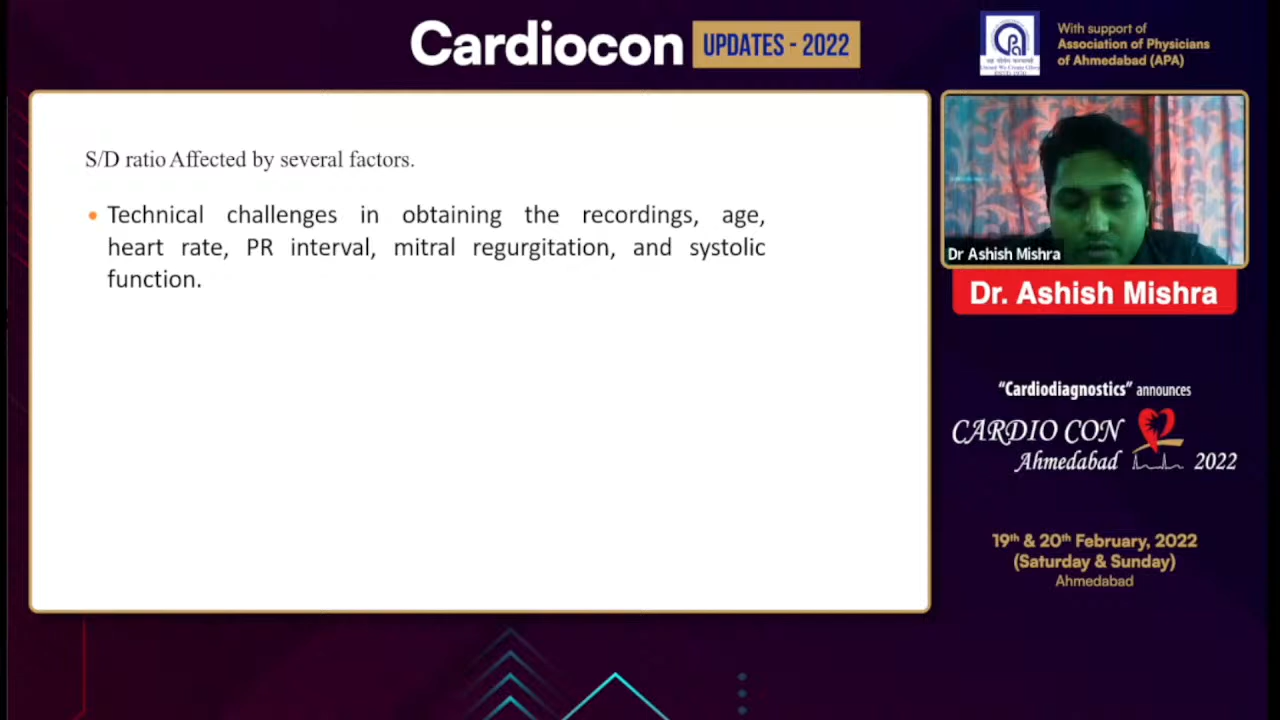 Cardiocon UPDATES - 2022
With support of
Association of Physicians
of Ahmedabad (APA)
S/D ratio Affected by several factors.
• Technical challenges in obtaining the recordings, age,
heart rate, PR interval, mitral regurgitation, and systolic
function.
Dr Ashish Mishra
Dr. Ashish Mishra
“Cardiodiagnostics” announces
CARDIO CON
Ahmedabad 2022
19th & 20th February, 2022
(Saturday & Sunday)
Ahmedabad